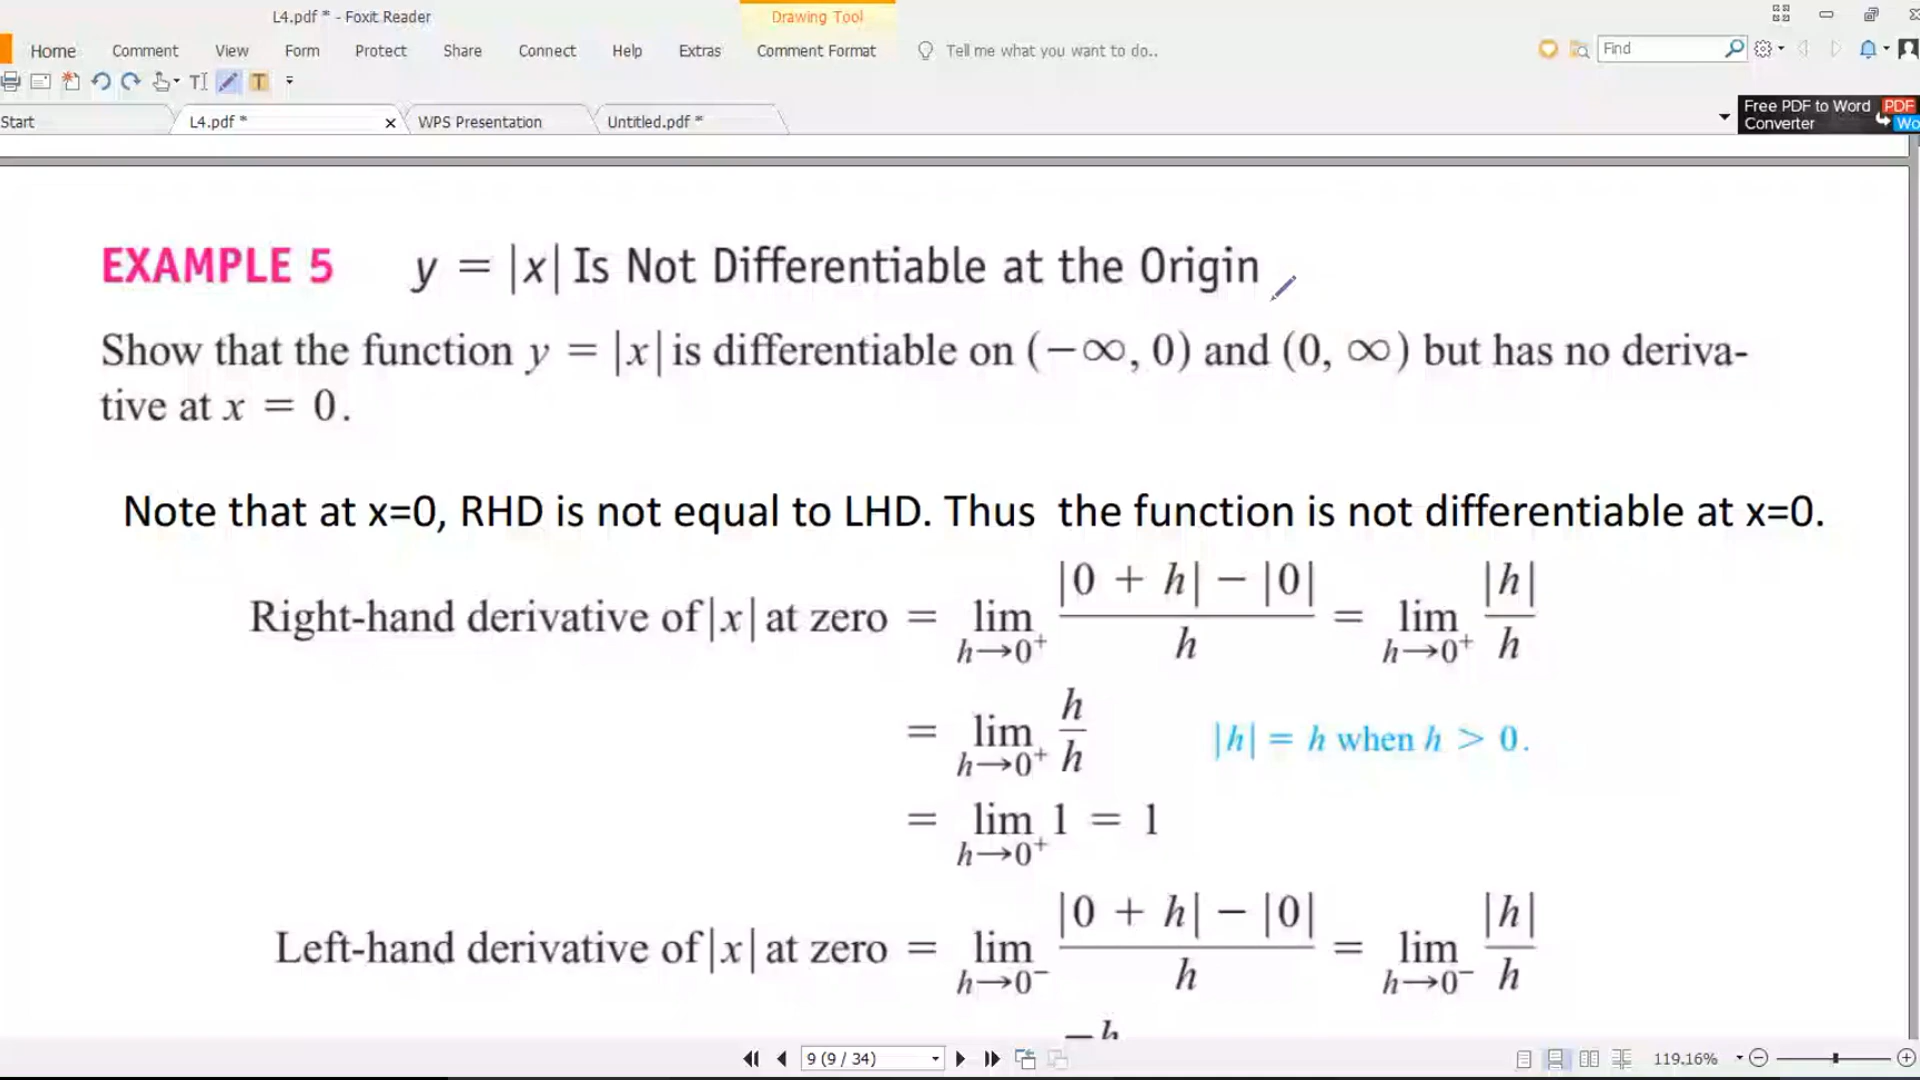 L4.pdf * - Foxit Reader
Drawing Tool
Home Comment View Form Protect Share Connect Help Extras Comment Format Tell me what you want to do.. Find
Start L4.pdf * WPS Presentation Untitled.pdf *
Free PDF to Word Converter PDF Wo
EXAMPLE 5 y = |x| Is Not Differentiable at the Origin
Show that the function y = |x| is differentiable on (−∞, 0) and (0, ∞) but has no deriva-
tive at x = 0.
Note that at x=0, RHD is not equal to LHD. Thus the function is not differentiable at x=0.
Right-hand derivative of |x| at zero = lim h→0⁺ |0 + h| − |0| / h = lim h→0⁺ |h| / h
= lim h→0⁺ h / h |h| = h when h > 0.
= lim h→0⁺ 1 = 1
Left-hand derivative of |x| at zero = lim h→0⁻ |0 + h| − |0| / h = lim h→0⁻ |h| / h
−h
9 (9 / 34) 119.16%